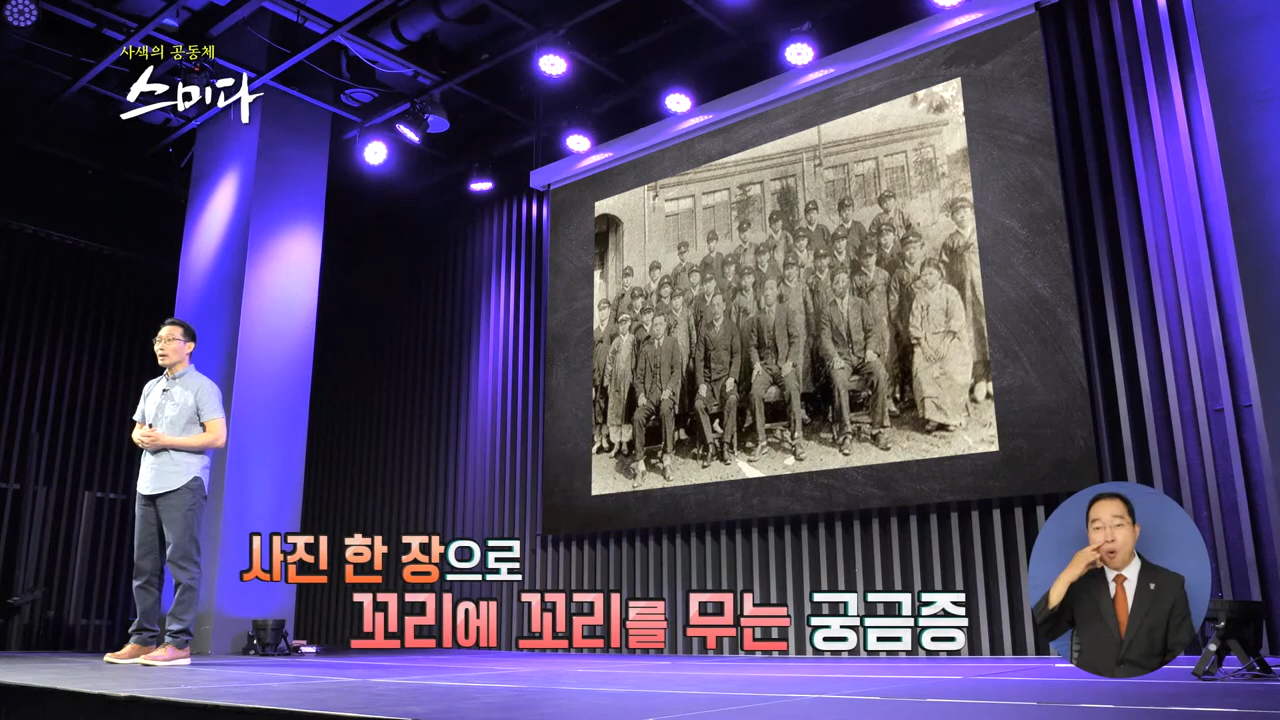 사색의 공동체
스미다
사진 한 장으로
꼬리에 꼬리를 무는 궁금증